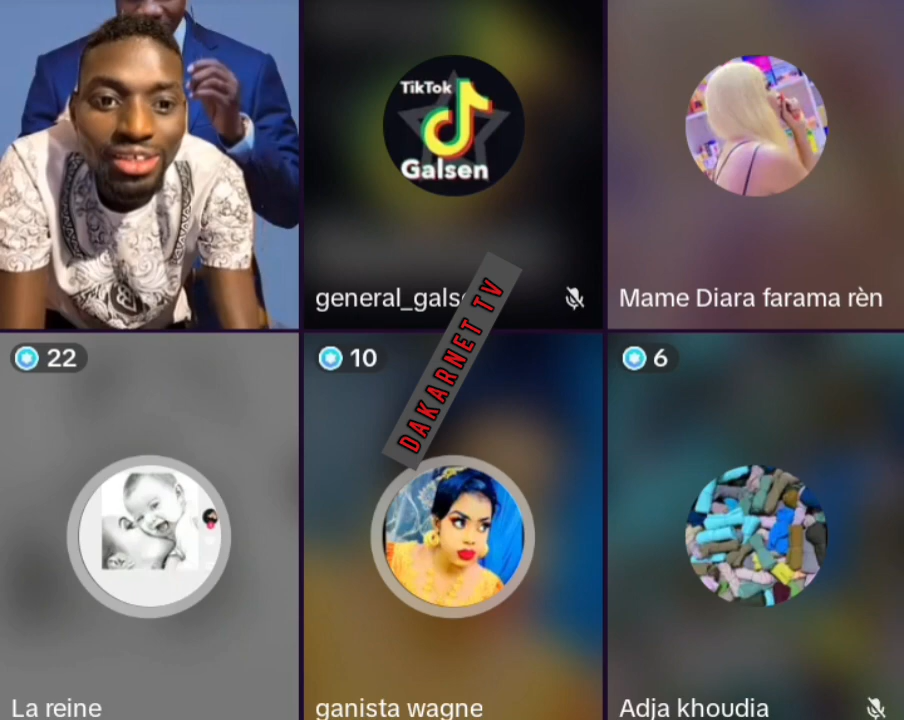 TikTok
Galsen
general_gals
Mame Diara farama rèn
DAKARNET TV
22
10
6
La reine
ganista wagne
Adja khoudia